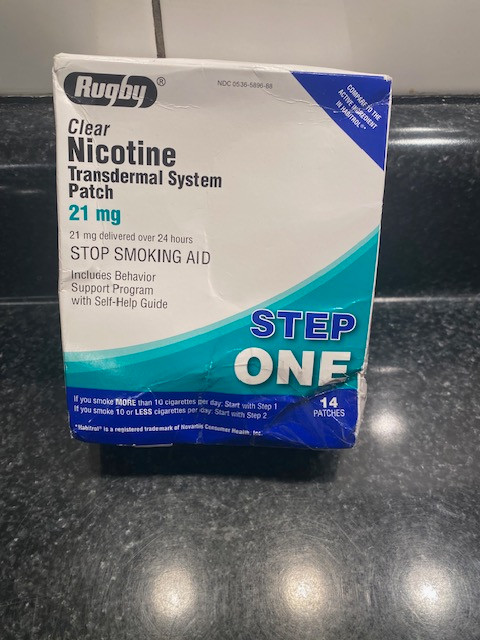 Rugby®
NDC 0536-5896-88
COMPARE TO THE
ACTIVE INGREDIENT
IN HABITROL®*
Clear
Nicotine
Transdermal System
Patch
21 mg
21 mg delivered over 24 hours
STOP SMOKING AID
Includes Behavior
Support Program
with Self-Help Guide
STEP
ONE
If you smoke MORE than 10 cigarettes per day: Start with Step 1
If you smoke 10 or LESS cigarettes per day: Start with Step 2
14
PATCHES
*Habitrol® is a registered trademark of Novartis Consumer Health, Inc.